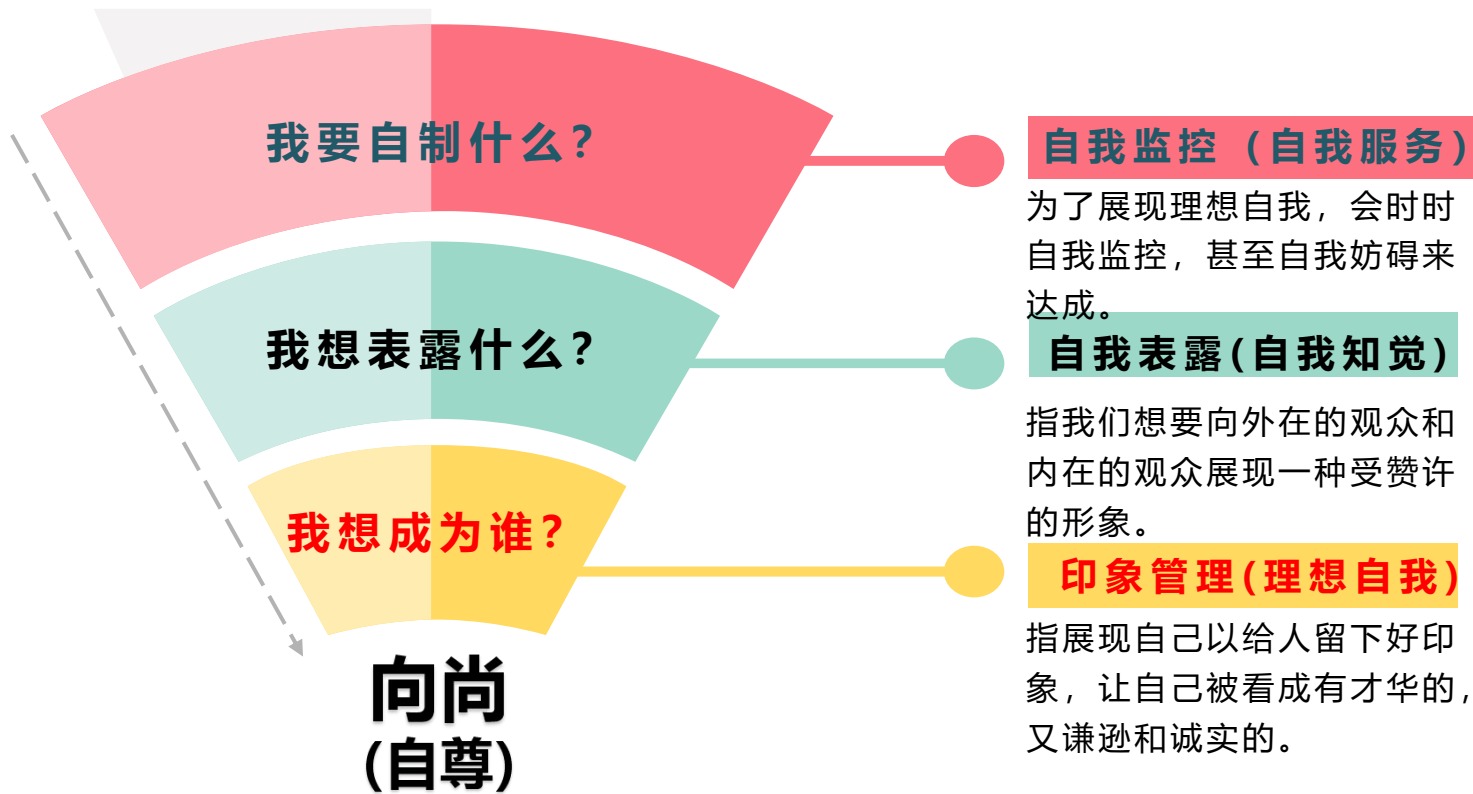 我要自制什么？
我想表露什么？
我想成为谁？
向尚
(自尊)
自我监控 (自我服务)
为了展现理想自我，会时时
自我监控，甚至自我妨碍来
达成。
自我表露(自我知觉)
指我们想要向外在的观众和
内在的观众展现一种受赞许
的形象。
印象管理(理想自我)
指展现自己以给人留下好印
象，让自己被看成有才华的，
又谦逊和诚实的。